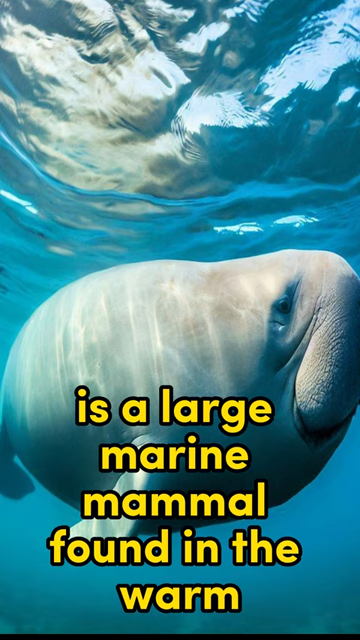 is a large
marine
mammal
found in the
warm